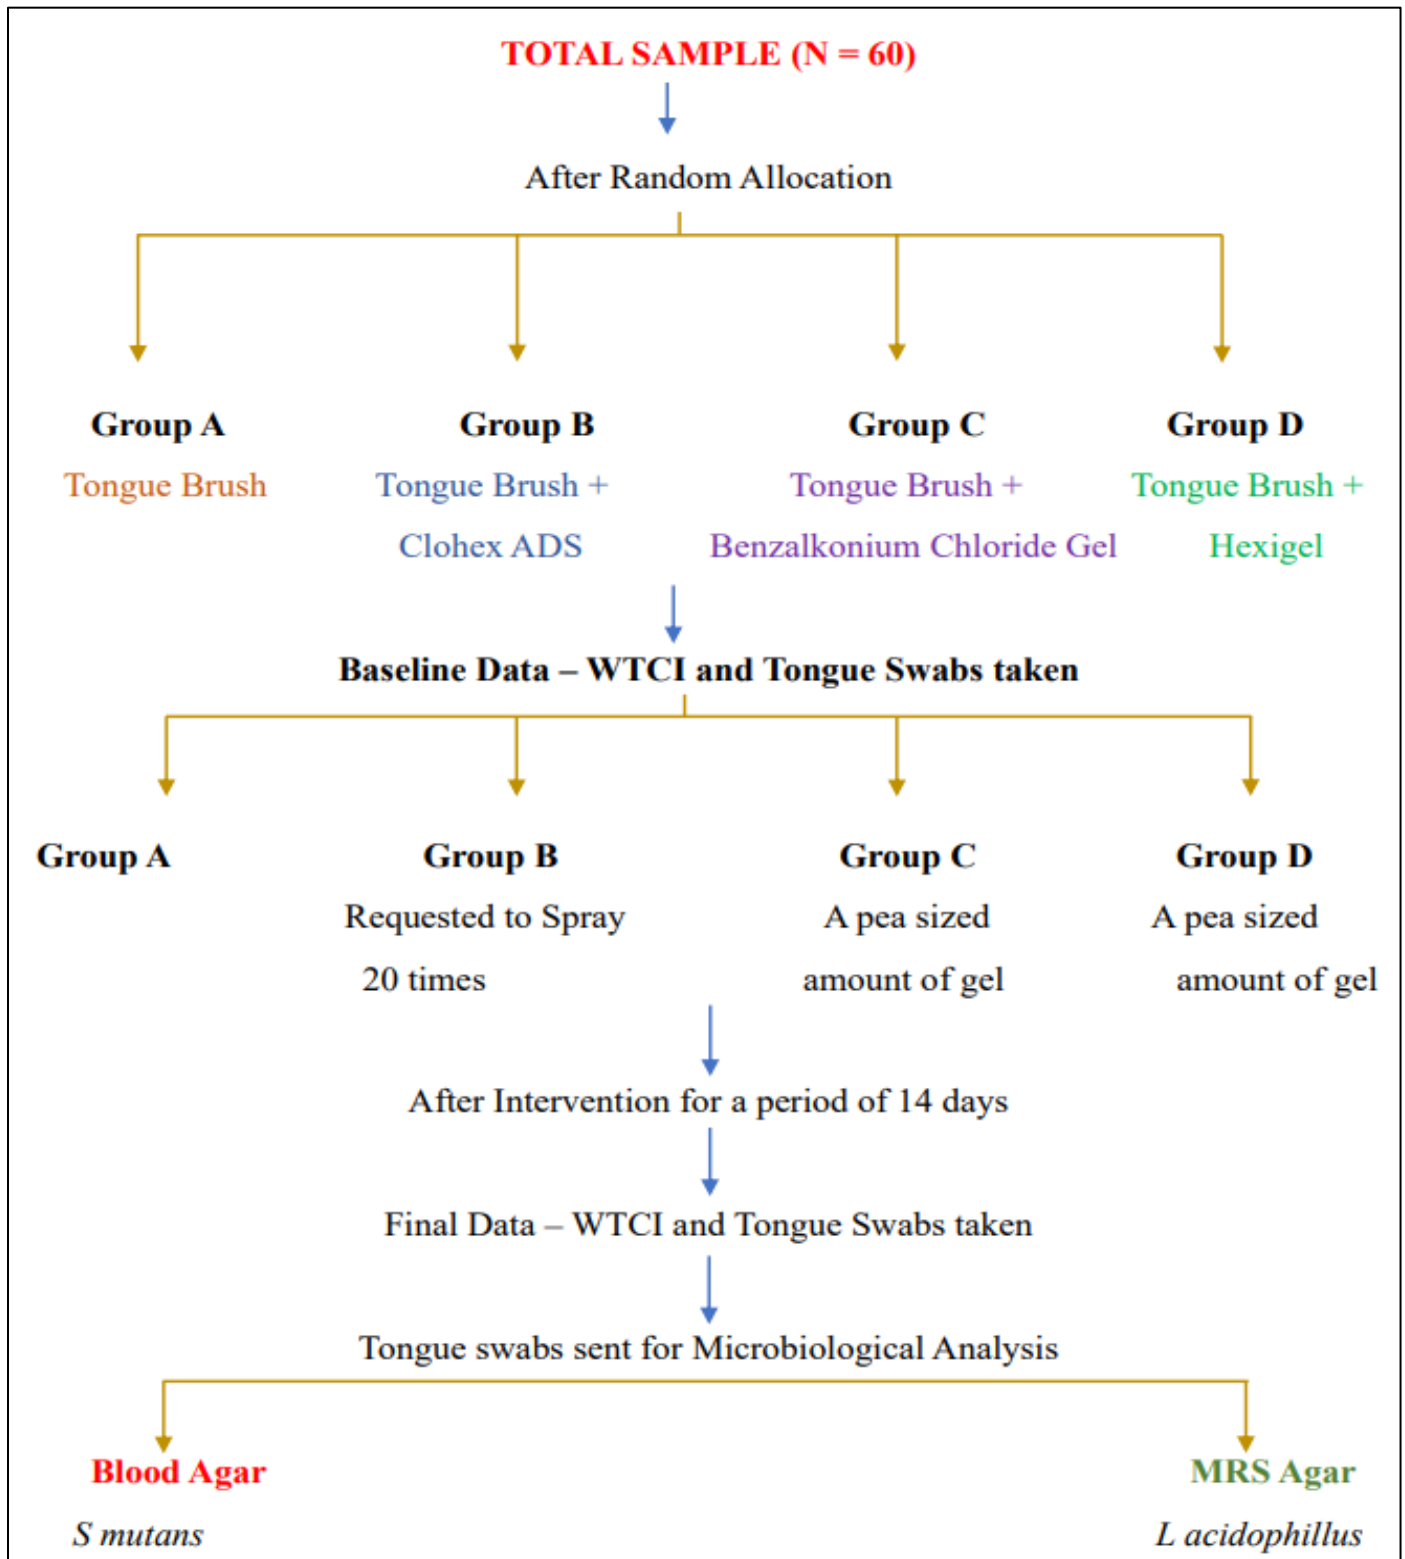 TOTAL SAMPLE (N = 60)
After Random Allocation
Group A
Tongue Brush
Group B
Tongue Brush +
Clohex ADS
Group C
Tongue Brush +
Benzalkonium Chloride Gel
Group D
Tongue Brush +
Hexigel
Baseline Data – WTCI and Tongue Swabs taken
Group A
Group B
Requested to Spray
20 times
Group C
A pea sized
amount of gel
Group D
A pea sized
amount of gel
After Intervention for a period of 14 days
Final Data – WTCI and Tongue Swabs taken
Tongue swabs sent for Microbiological Analysis
Blood Agar
S mutans
MRS Agar
L acidophillus